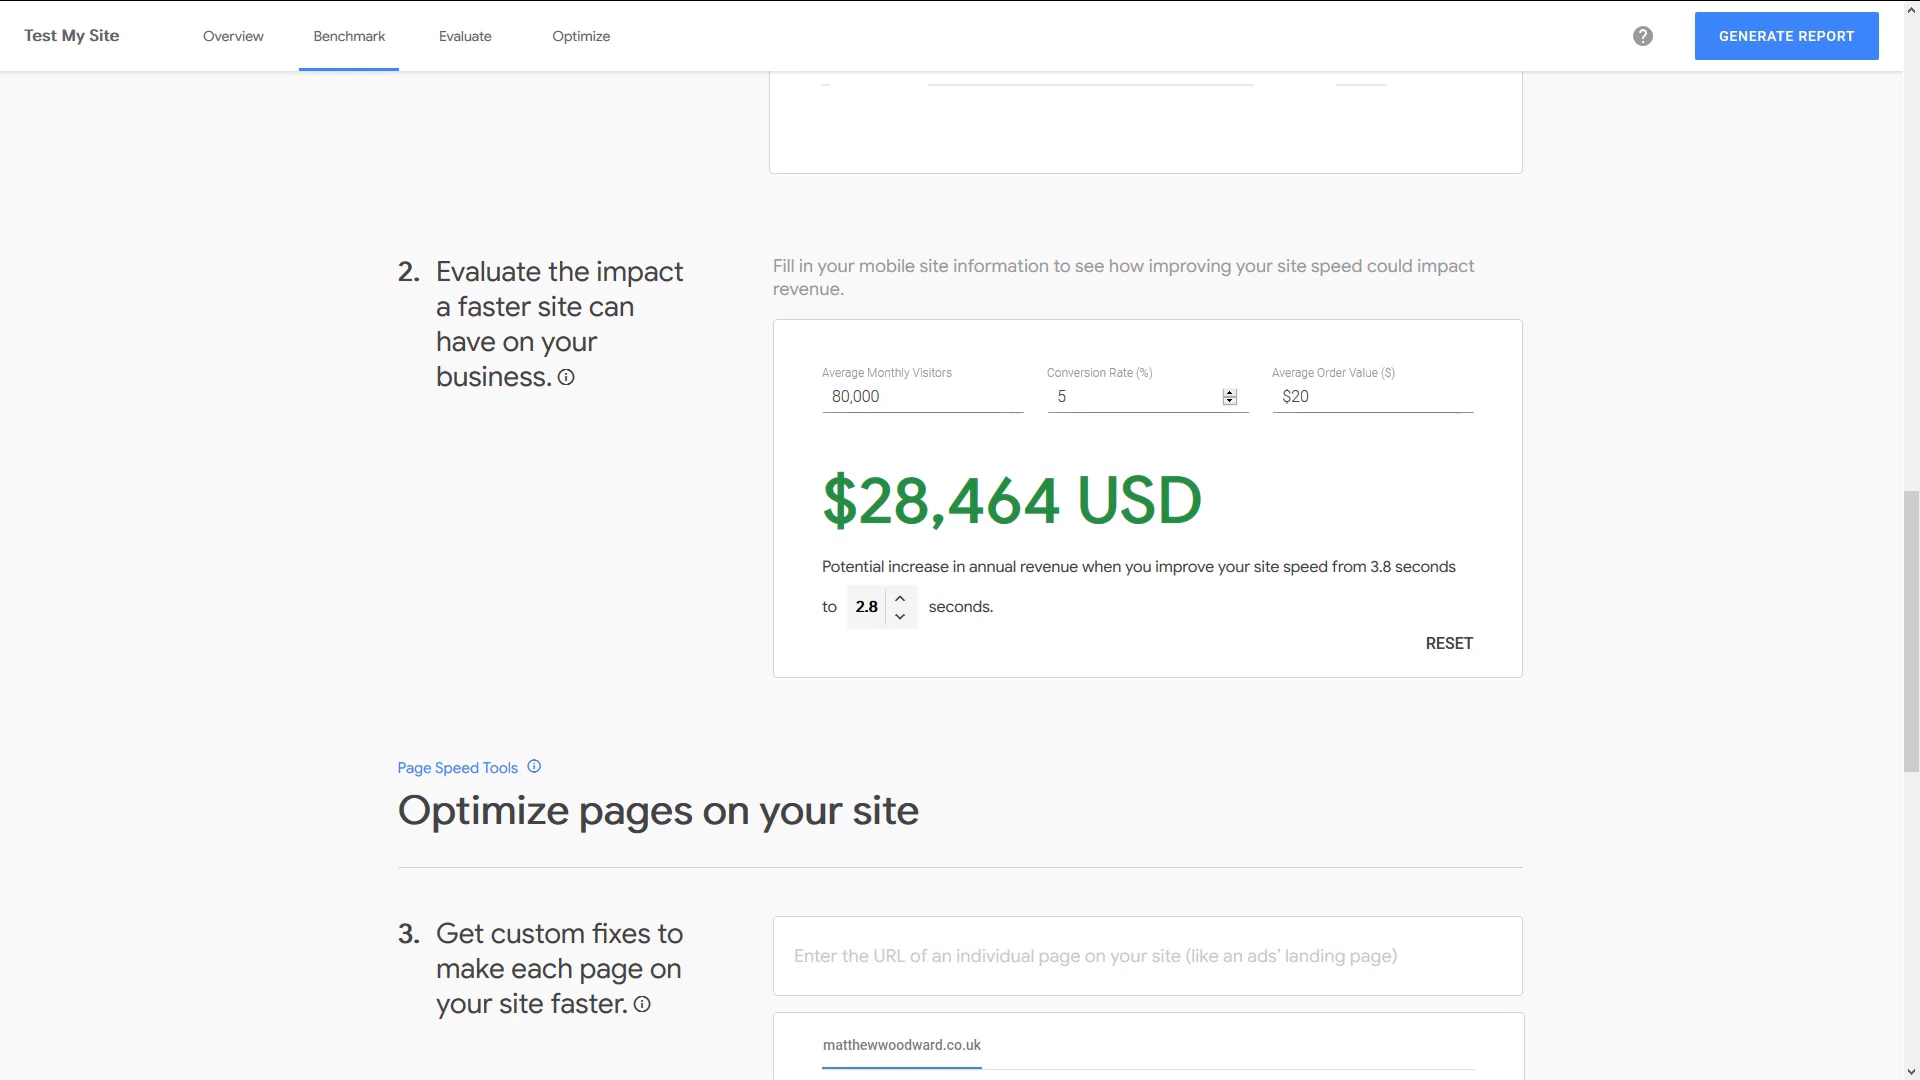 Test My Site
Overview
Benchmark
Evaluate
Optimize
GENERATE REPORT
2. Evaluate the impact
a faster site can
have on your
business.
Fill in your mobile site information to see how improving your site speed could impact
revenue.
Average Monthly Visitors
80,000
Conversion Rate (%)
5
Average Order Value ($)
$20
$28,464 USD
Potential increase in annual revenue when you improve your site speed from 3.8 seconds
to 2.8 seconds.
RESET
Page Speed Tools
Optimize pages on your site
3. Get custom fixes to
make each page on
your site faster.
Enter the URL of an individual page on your site (like an ads’ landing page)
matthewwoodward.co.uk